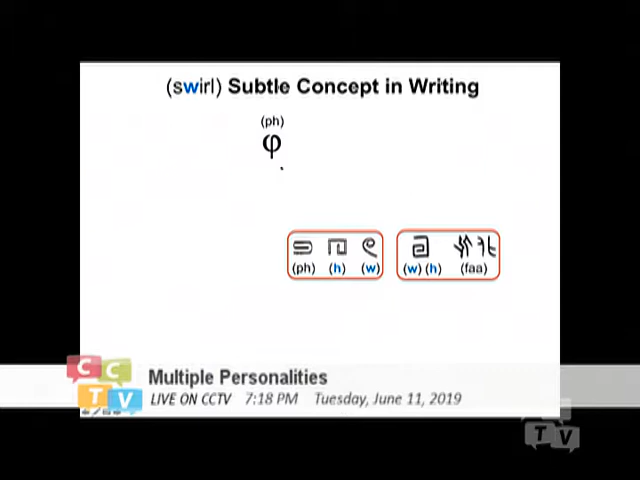 (swirl) Subtle Concept in Writing
(ph)
φ
(ph) (h) (w) (w) (h) (faa)
CCTV
Multiple Personalities
LIVE ON CCTV 7:18 PM Tuesday, June 11, 2019
TV